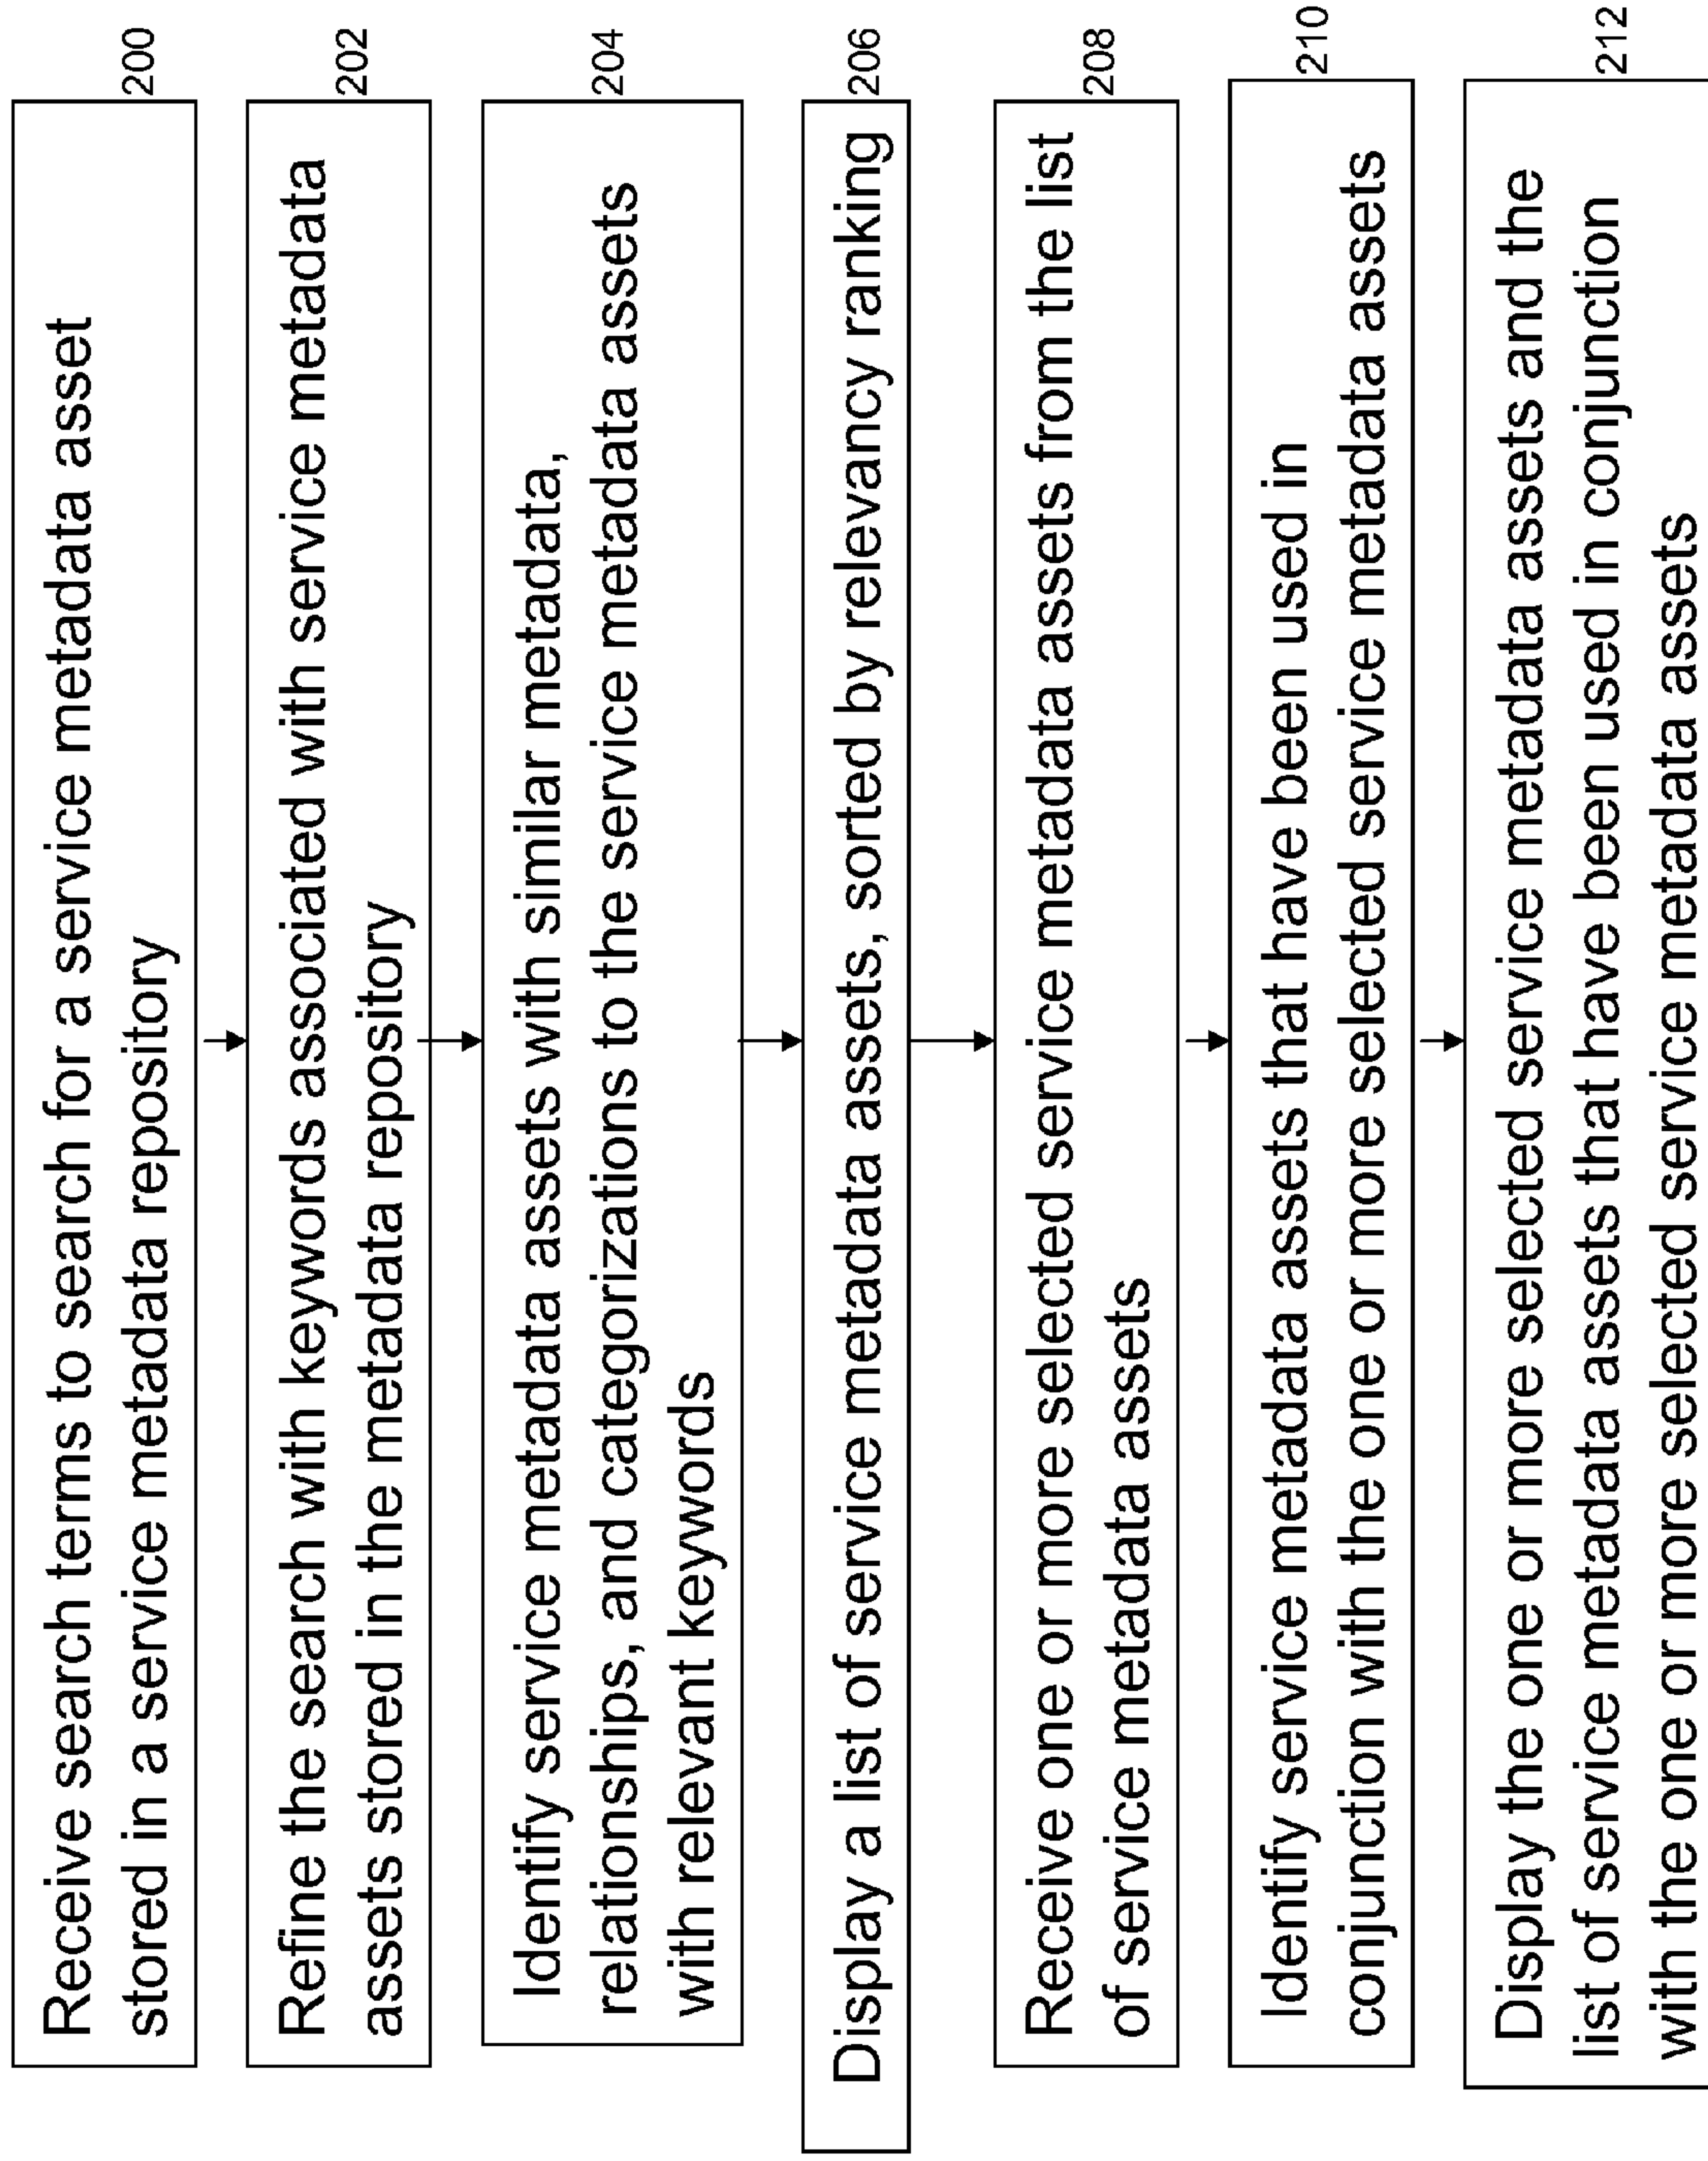 Receive search terms to search for a service metadata asset
stored in a service metadata repository
200
Refine the search with keywords associated with service metadata
assets stored in the metadata repository
202
Identify service metadata assets with similar metadata,
relationships, and categorizations to the service metadata assets
with relevant keywords
204
Display a list of service metadata assets, sorted by relevancy ranking
206
Receive one or more selected service metadata assets from the list
of service metadata assets
208
Identify service metadata assets that have been used in
conjunction with the one or more selected service metadata assets
210
Display the one or more selected service metadata assets and the
list of service metadata assets that have been used in conjunction
with the one or more selected service metadata assets
212